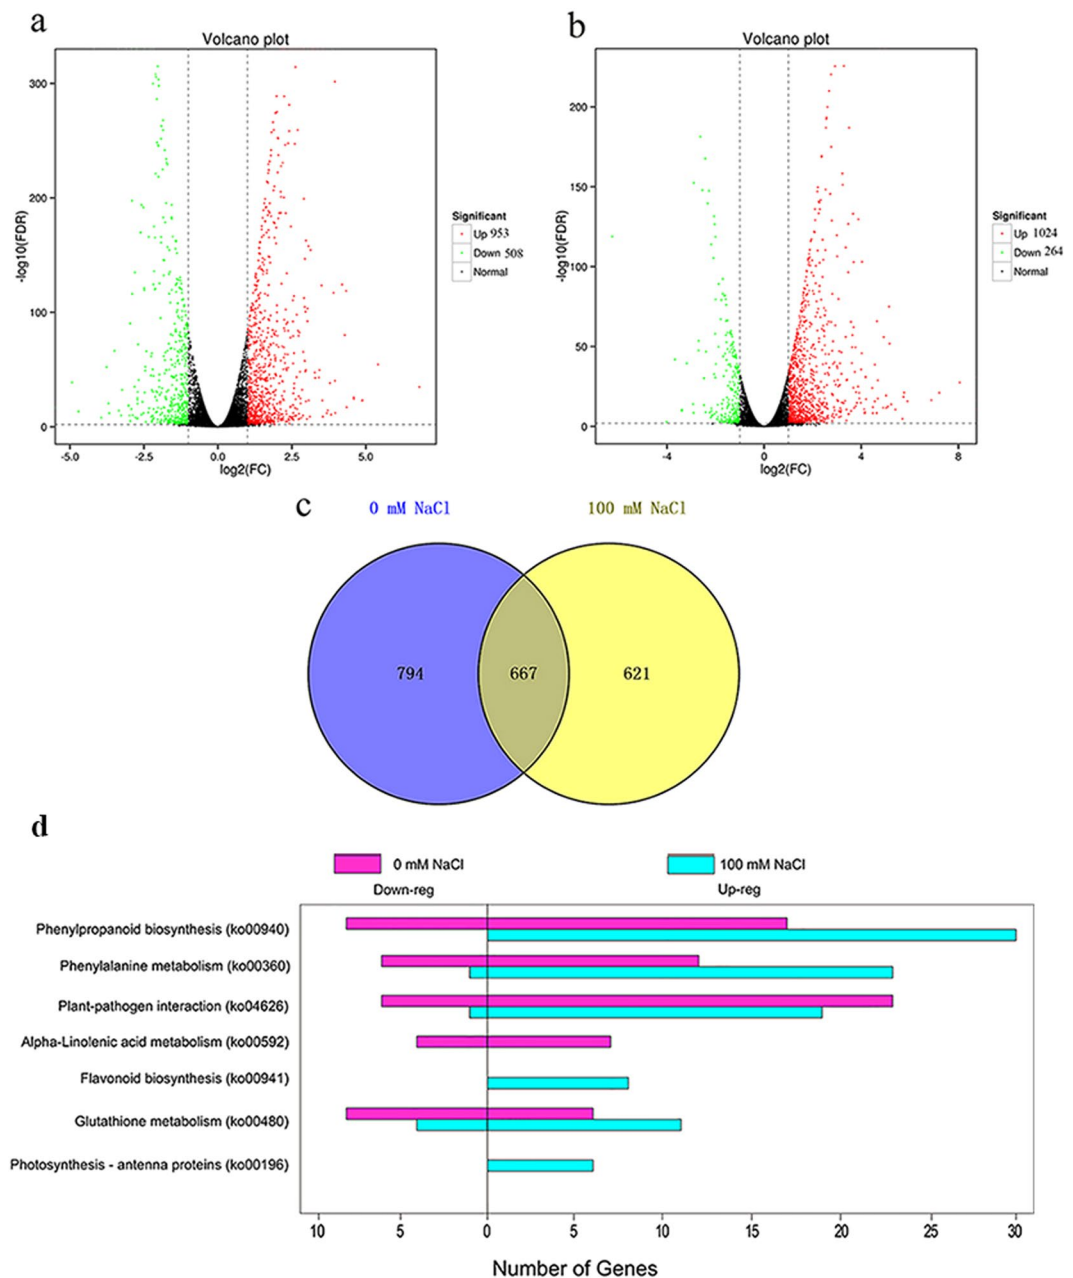 a
Volcano plot
-log10(FDR)
300
200
100
0
-5.0 -2.5 0.0 2.5 5.0
log2(FC)
Significant
Up 953
Down 508
Normal
b
Volcano plot
-log10(FDR)
200
150
100
50
0
-4 0 4 8
log2(FC)
Significant
Up 1024
Down 264
Normal
c
0 mM NaCl 100 mM NaCl
794 667 621
d
0 mM NaCl 100 mM NaCl
Down-reg Up-reg
Phenylpropanoid biosynthesis (ko00940)
Phenylalanine metabolism (ko00360)
Plant-pathogen interaction (ko04626)
Alpha-Linolenic acid metabolism (ko00592)
Flavonoid biosynthesis (ko00941)
Glutathione metabolism (ko00480)
Photosynthesis - antenna proteins (ko00196)
10 5 0 5 10 15 20 25 30
Number of Genes